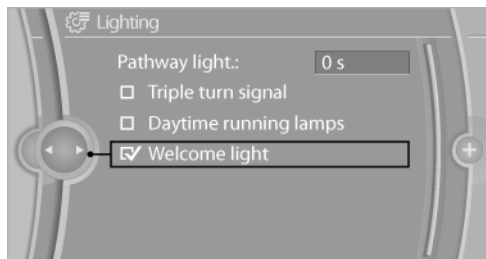 Lighting
Pathway light.: 0 s
Triple turn signal
Daytime running lamps
Welcome light